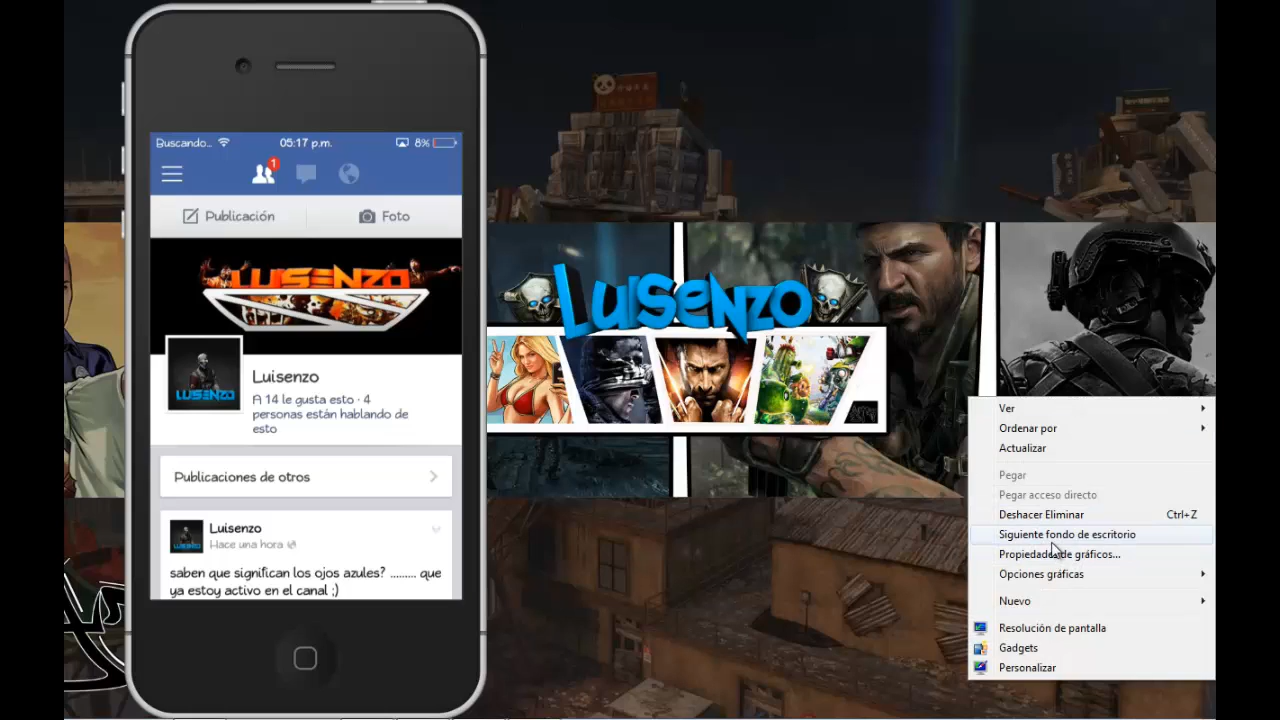 Buscando... 05:17 p.m. 8%
1
Publicación Foto
LUISENZO
LUISENZO
Luisenzo
A 14 le gusta esto · 4
personas están hablando de
esto
Publicaciones de otros
Luisenzo
Hace una hora
saben que significan los ojos azules? ......... que
ya estoy activo en el canal ;)
Luisenzo
Ver
Ordenar por
Actualizar
Pegar
Pegar acceso directo
Deshacer Eliminar Ctrl+Z
Siguiente fondo de escritorio
Propiedades de gráficos...
Opciones gráficas
Nuevo
Resolución de pantalla
Gadgets
Personalizar